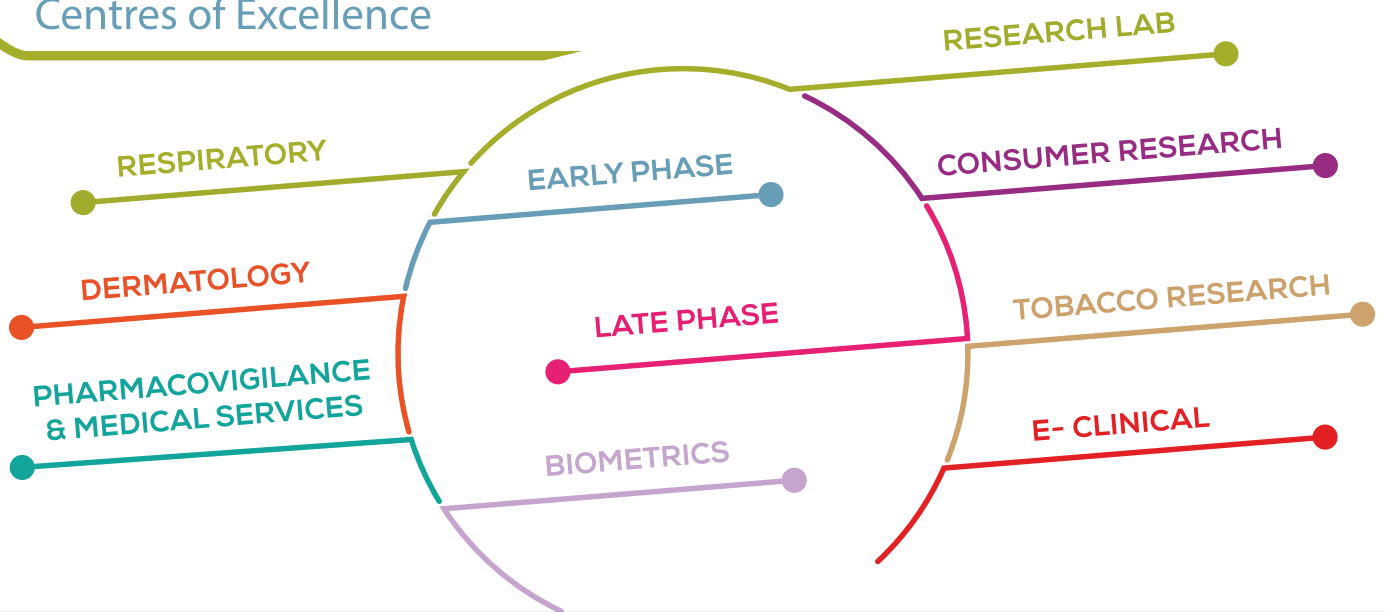 Centres of Excellence
RESEARCH LAB
RESPIRATORY
EARLY PHASE
CONSUMER RESEARCH
DERMATOLOGY
LATE PHASE
TOBACCO RESEARCH
PHARMACOVIGILANCE
& MEDICAL SERVICES
BIOMETRICS
E- CLINICAL